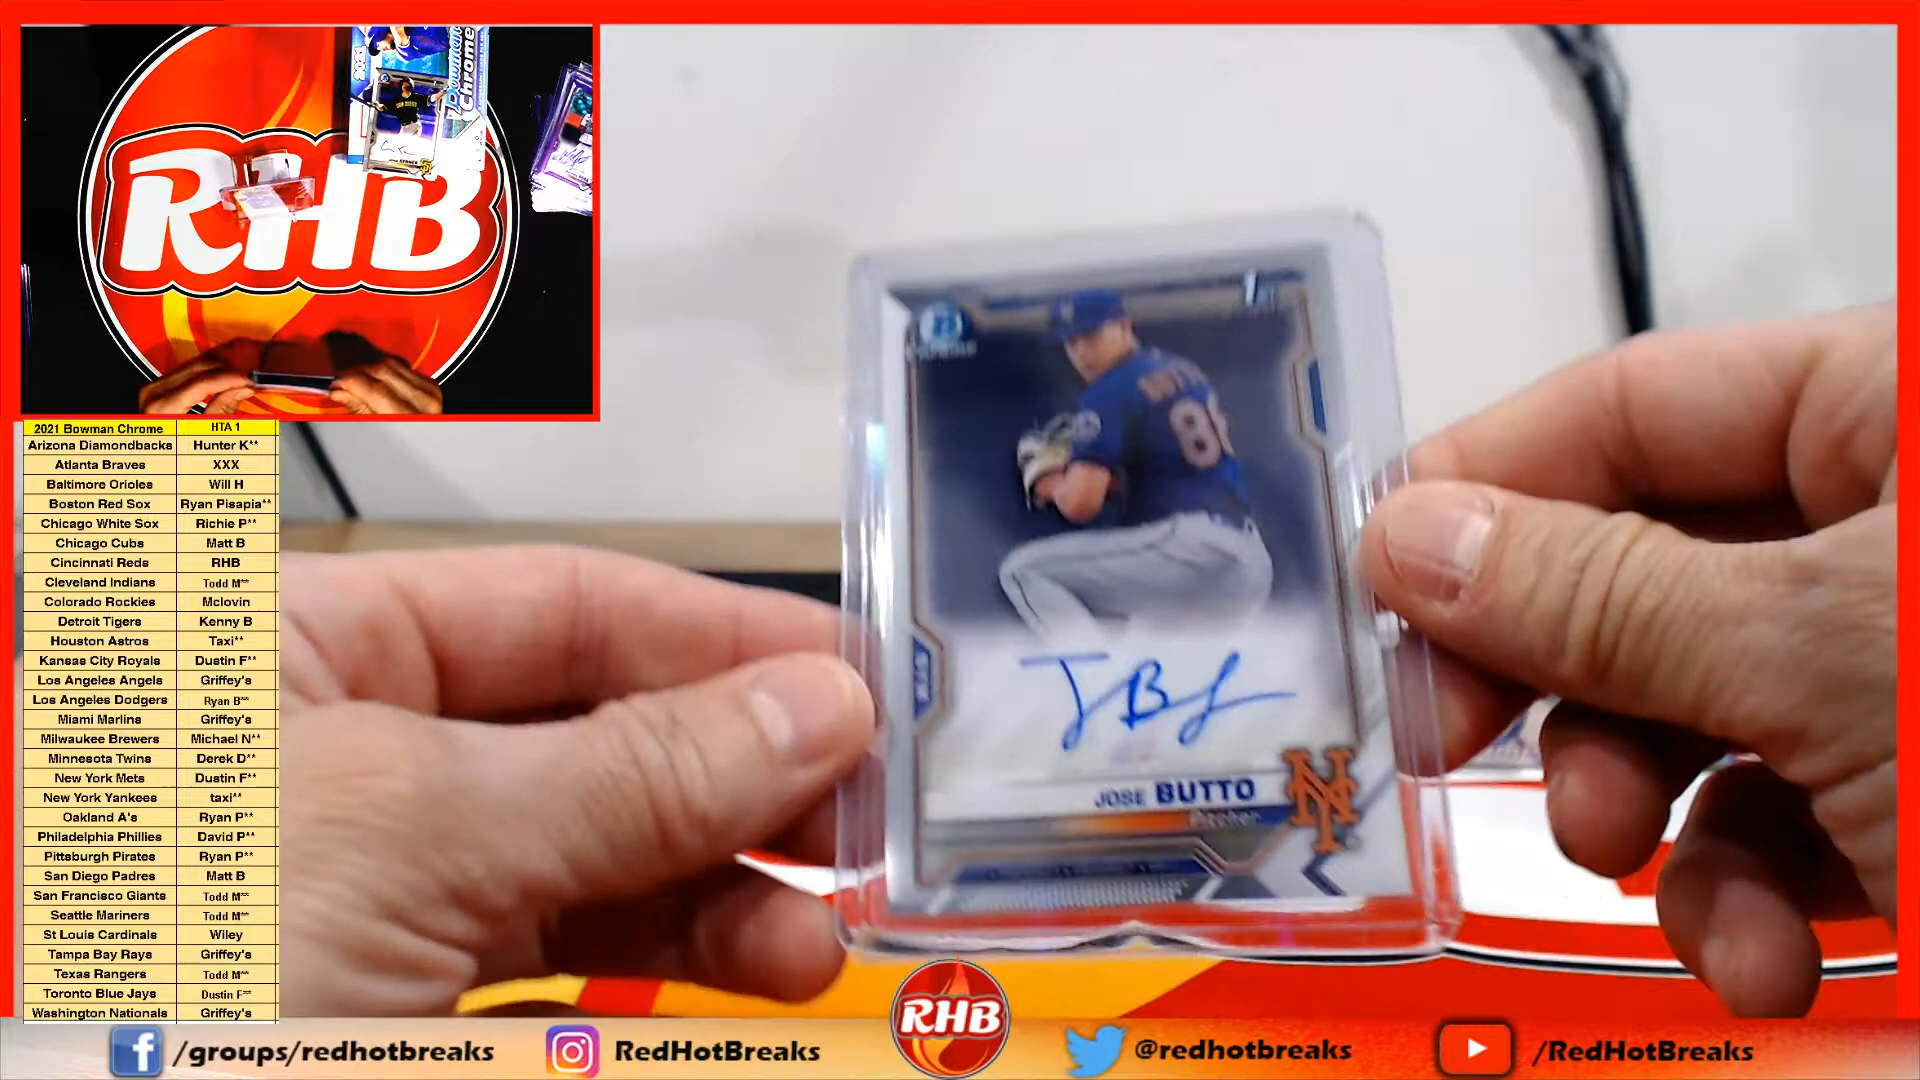 2021
Bowman
Chrome
RHB
2021 Bowman Chrome HTA 1
Arizona Diamondbacks Hunter K**
Atlanta Braves XXX
Baltimore Orioles Will H
Boston Red Sox Ryan Pisapia**
Chicago White Sox Richie P**
Chicago Cubs Matt B
Cincinnati Reds RHB
Cleveland Indians Todd M**
Colorado Rockies Mclovin
Detroit Tigers Kenny B
Houston Astros Taxi**
Kansas City Royals Dustin F**
Los Angeles Angels Griffey's
Los Angeles Dodgers Ryan B**
Miami Marlins Griffey's
Milwaukee Brewers Michael N**
Minnesota Twins Derek D**
New York Mets Dustin F**
New York Yankees taxi**
Oakland A's Ryan P**
Philadelphia Phillies David P**
Pittsburgh Pirates Ryan P**
San Diego Padres Matt B
San Francisco Giants Todd M**
Seattle Mariners Todd M**
St Louis Cardinals Wiley
Tampa Bay Rays Griffey's
Texas Rangers Todd M**
Toronto Blue Jays Dustin F**
Washington Nationals Griffey's
JOSE BUTTO
NY
/groups/redhotbreaks
RedHotBreaks
RHB
@redhotbreaks
/RedHotBreaks